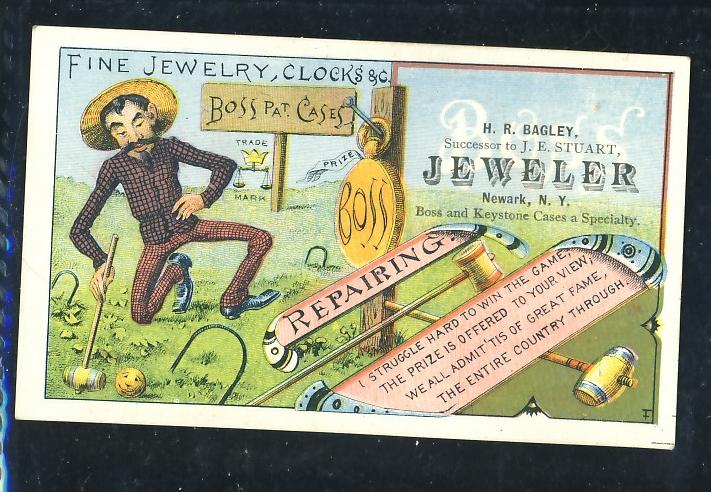 FINE JEWELRY, CLOCKS &C.
BOSS PAT. CASES
TRADE
MARK
PRIZE
BOSS
H. R. BAGLEY,
Successor to J. E. STUART,
JEWELER
Newark, N. Y.
Boss and Keystone Cases a Specialty.
REPAIRING.
I STRUGGLE HARD TO WIN THE GAME,
THE PRIZE IS OFFERED TO YOUR VIEW,
WE ALL ADMIT 'TIS OF GREAT FAME,
THE ENTIRE COUNTRY THROUGH.